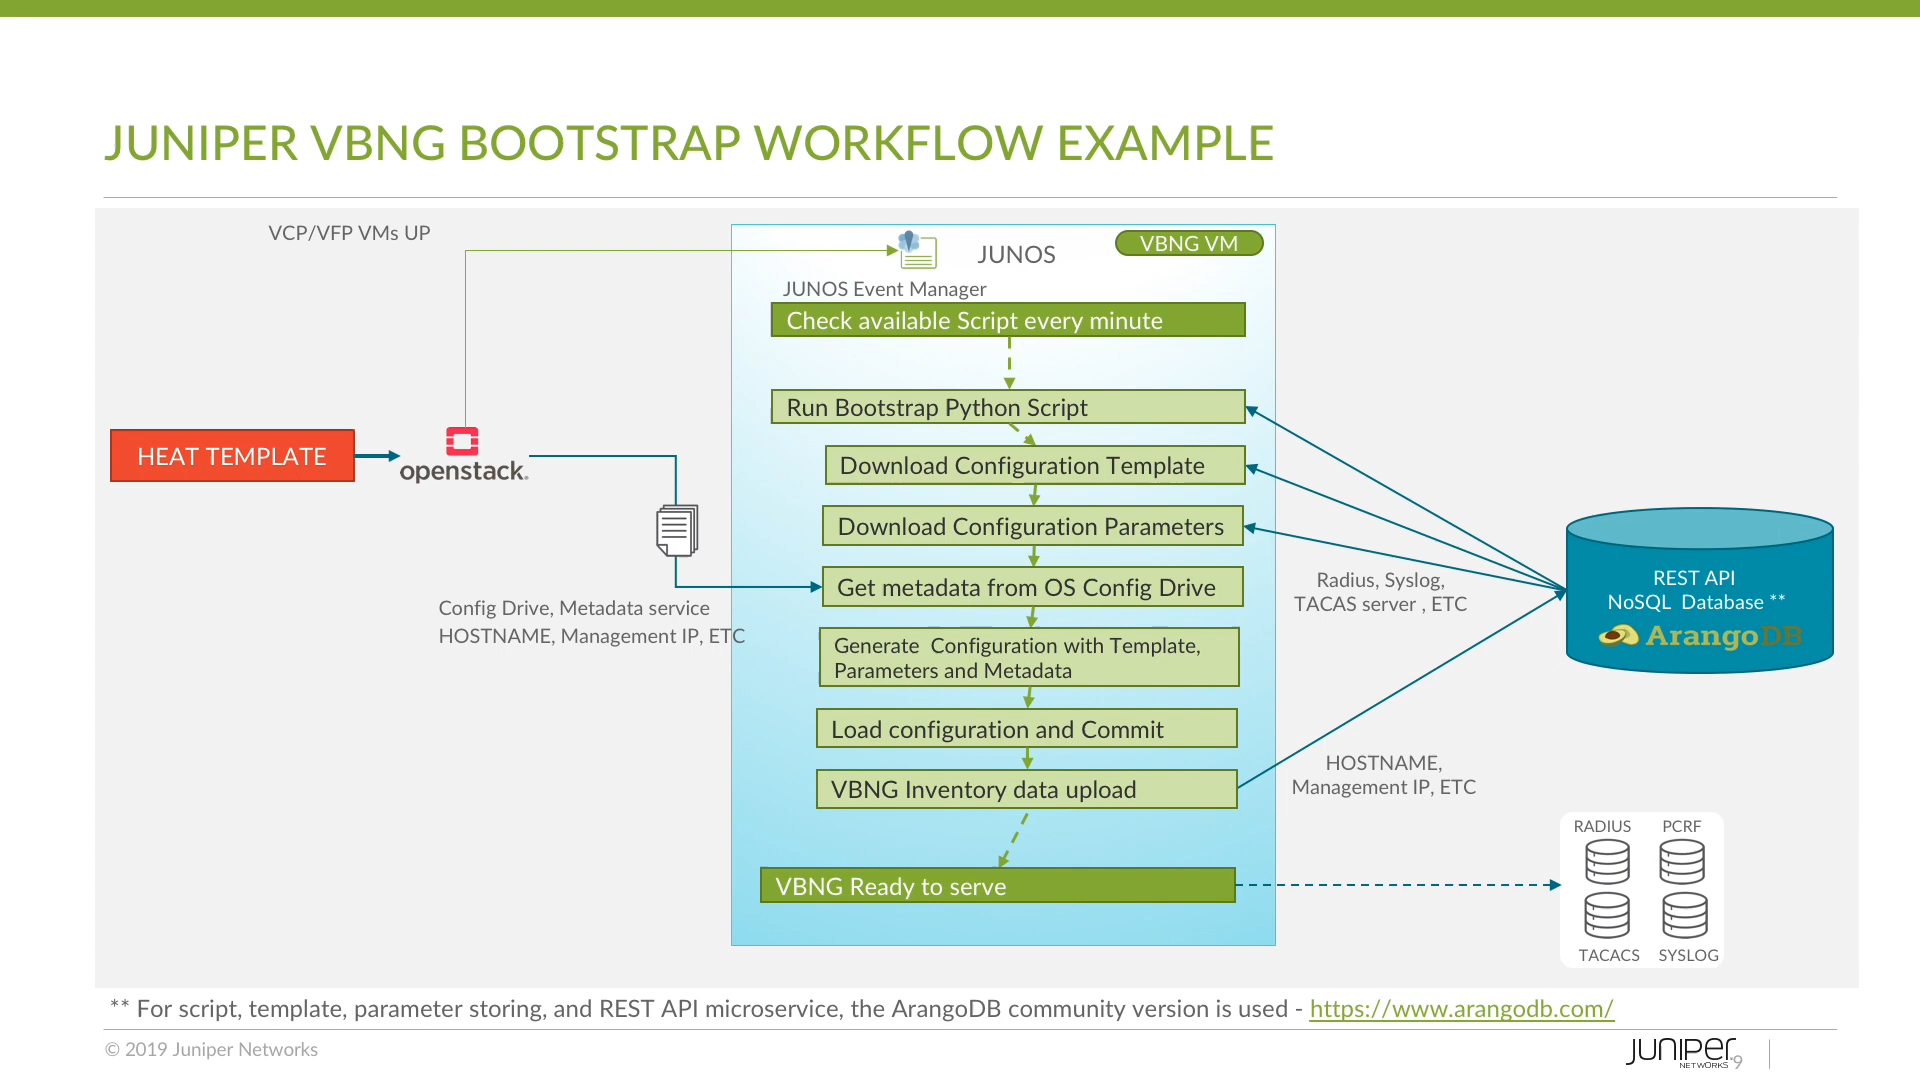 JUNIPER VBNG BOOTSTRAP WORKFLOW EXAMPLE
VCP/VFP VMs UP
JUNOS
VBNG VM
JUNOS Event Manager
Check available Script every minute
Run Bootstrap Python Script
HEAT TEMPLATE
openstack.
Download Configuration Template
Download Configuration Parameters
Get metadata from OS Config Drive
Config Drive, Metadata service
HOSTNAME, Management IP, ETC
Generate  Configuration with Template,
Parameters and Metadata
Load configuration and Commit
VBNG Inventory data upload
VBNG Ready to serve
Radius, Syslog,
TACAS server , ETC
REST API
NoSQL  Database **
ArangoDB
HOSTNAME,
Management IP, ETC
RADIUS PCRF
TACACS SYSLOG
** For script, template, parameter storing, and REST API microservice, the ArangoDB community version is used - https://www.arangodb.com/
© 2019 Juniper Networks
JUNIPER
NETWORKS
9